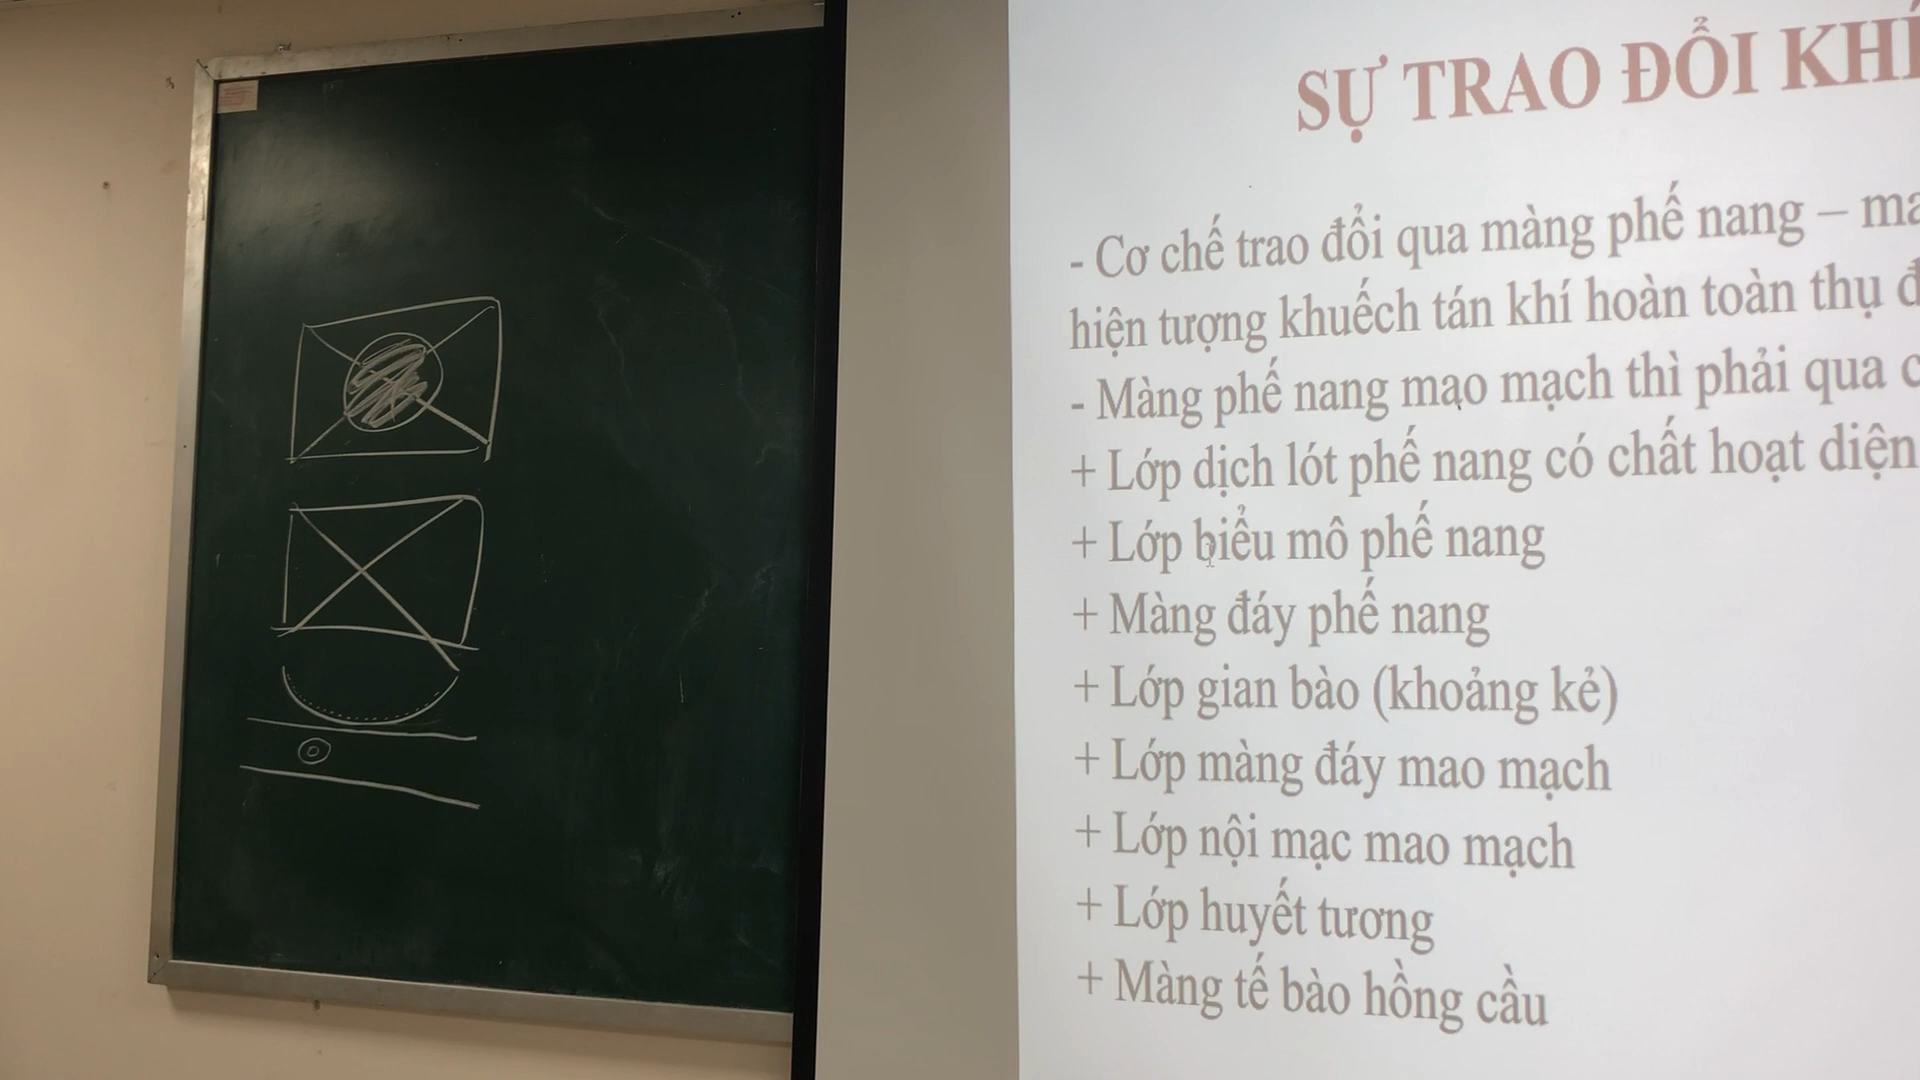 SỰ TRAO ĐỔI KHÍ
- Cơ chế trao đổi qua màng phế nang –
hiện tượng khuếch tán khí hoàn toàn thụ
- Màng phế nang mạo mạch thì phải qua
+ Lớp dịch lót phế nang có chất hoạt diện
+ Lớp biểu mô phế nang
+ Màng đáy phế nang
+ Lớp gian bào (khoảng kẻ)
+ Lớp màng đáy mao mạch
+ Lớp nội mạc mao mạch
+ Lớp huyết tương
+ Màng tế bào hồng cầu